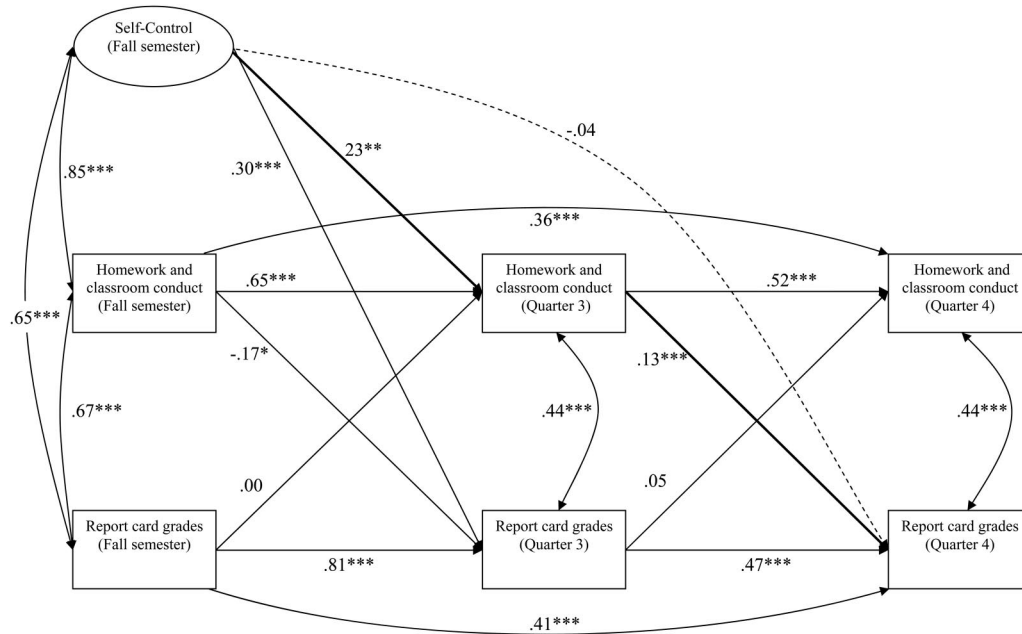 Self-Control
(Fall semester)
-.04
.23**
.30***
.85***
.36***
Homework and
classroom conduct
(Fall semester)
.65***
Homework and
classroom conduct
(Quarter 3)
.52***
Homework and
classroom conduct
(Quarter 4)
.65***
-.17*
.13***
.67***
.44***
.44***
.00
.05
Report card grades
(Fall semester)
.81***
Report card grades
(Quarter 3)
.47***
Report card grades
(Quarter 4)
.41***